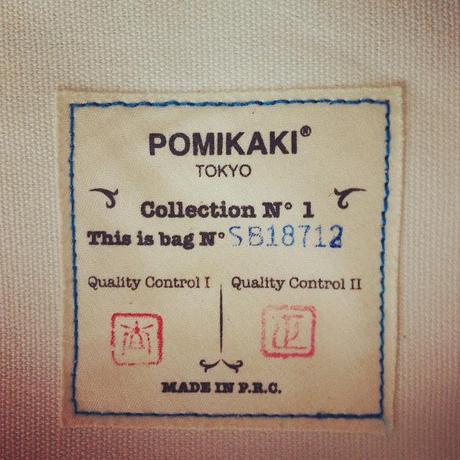 POMIKAKI®
TOKYO
Collection N° 1
This is bag N° SB18712
Quality Control I
Quality Control II
MADE IN P.R.C.